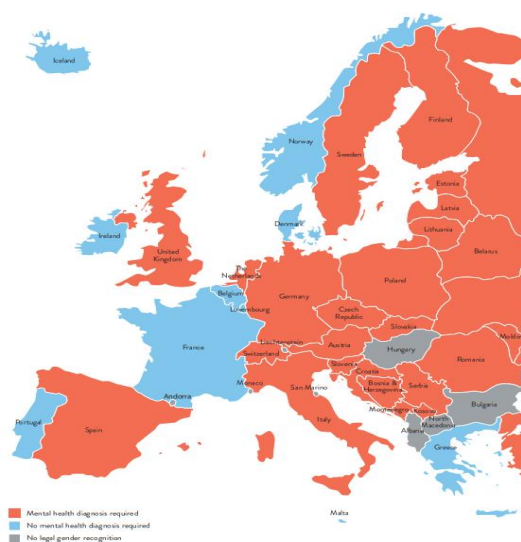 Iceland
Norway
Finland
Sweden
Estonia
Latvia
Denmark
Lithuania
Ireland
United
Kingdom
Belarus
The
Netherlands
Poland
Belgium
Germany
Luxembourg
Czech
Republic
Slovakia
France
Liechtenstein
Austria
Hungary
Switzerland
Slovenia
Romania
Croatia
Monaco
San Marino
Bosnia &
Herzegovina
Serbia
Andorra
Italy
Montenegro
Kosovo
Bulgaria
Portugal
Spain
North
Macedonia
Albania
Greece
Malta
Mental health diagnosis required
No mental health diagnosis required
No legal gender recognition